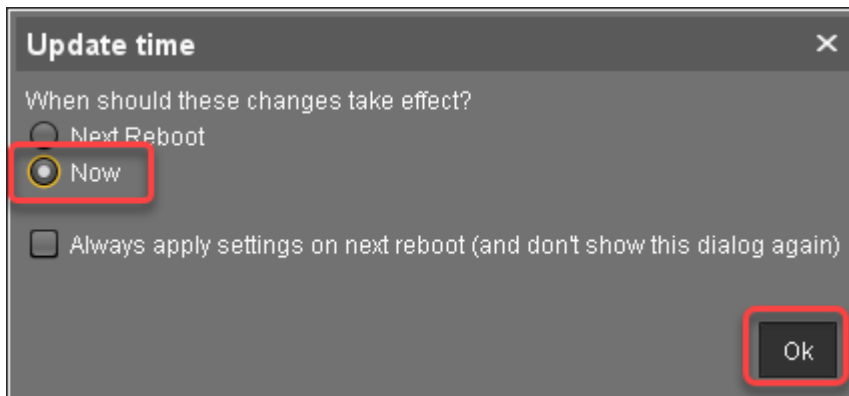 Update time
When should these changes take effect?
Next Reboot
Now
Always apply settings on next reboot (and don't show this dialog again)
Ok